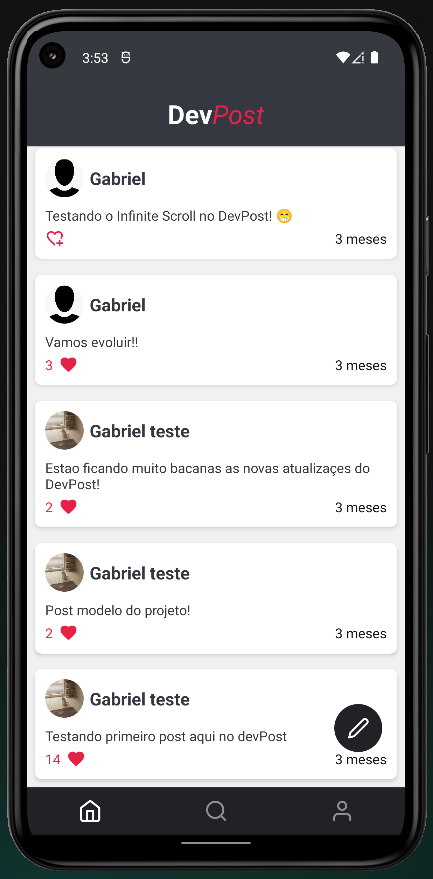 3:53
DevPost
Gabriel
Testando o Infinite Scroll no DevPost! 😁
3 meses
Gabriel
Vamos evoluir!!
3 3 meses
Gabriel teste
Estao ficando muito bacanas as novas atualizaçes do
DevPost!
2 3 meses
Gabriel teste
Post modelo do projeto!
2 3 meses
Gabriel teste
Testando primeiro post aqui no devPost
14 3 meses